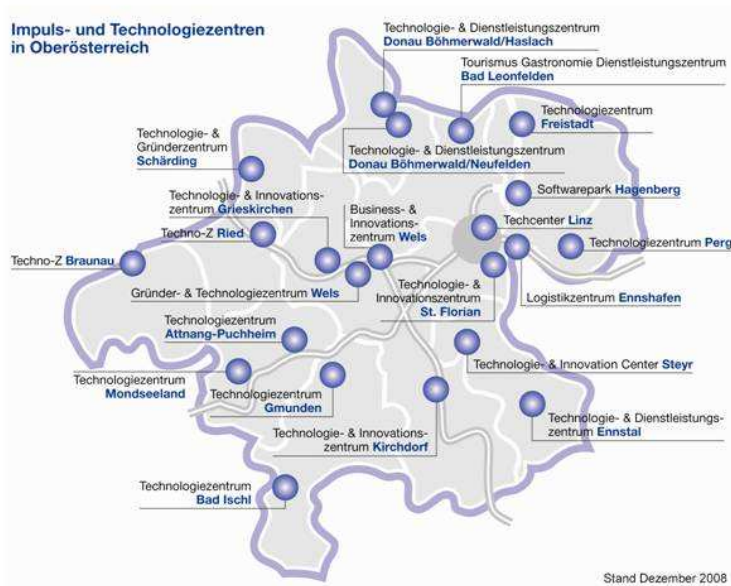 Impuls- und Technologiezentren
in Oberösterreich
Technologie- & Dienstleistungszentrum
Donau Böhmerwald/Haslach
Tourismus Gastronomie Dienstleistungszentrum
Bad Leonfelden
Technologiezentrum
Freistadt
Technologie- &
Gründerzentrum
Schärding
Technologie- & Dienstleistungszentrum
Donau Böhmerwald/Neufelden
Technologie- & Innovations-
zentrum Grieskirchen
Softwarepark Hagenberg
Business- &
Innovations-
zentrum Wels
Techcenter Linz
Techno-Z Ried
Technologiezentrum Perg
Techno-Z Braunau
Gründer- & Technologiezentrum Wels
Technologie- &
Innovationszentrum
St. Florian
Logistikzentrum Ennshafen
Technologiezentrum
Attnang-Puchheim
Technologie- & Innovation Center Steyr
Technologiezentrum
Mondseeland
Technologiezentrum
Gmunden
Technologie- & Dienstleistungs-
zentrum Ennstal
Technologie- & Innovations-
zentrum Kirchdorf
Technologiezentrum
Bad Ischl
Stand Dezember 2008